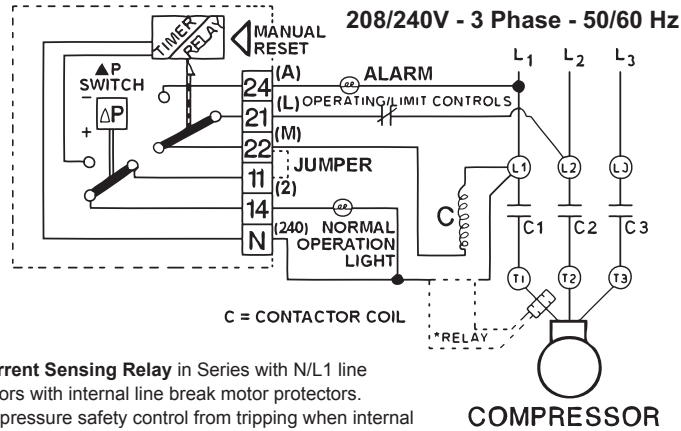 208/240V - 3 Phase - 50/60 Hz
TIMER
RELAY
MANUAL
RESET
▲P
SWITCH
ΔP
−
+
24
(A)
ALARM
21
(L)
OPERATING/LIMIT CONTROLS
22
(M)
JUMPER
11
(2)
14
N
(240)
NORMAL
OPERATION
LIGHT
C
C = CONTACTOR COIL
*RELAY
L1
L2
L3
L1
L2
L3
C1
C2
C3
T1
T2
T3
COMPRESSOR
rrent Sensing Relay in Series with N/L1 line
ors with internal line break motor protectors.
pressure safety control from tripping when internal